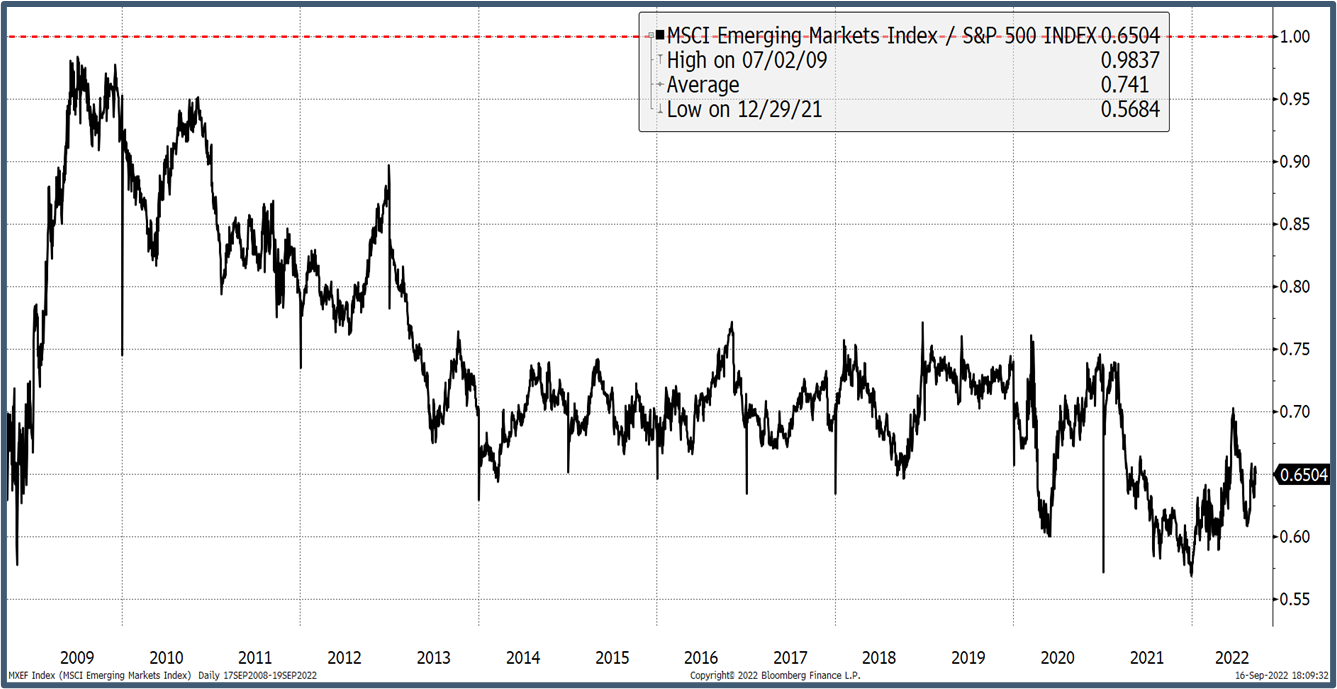 MSCI Emerging Markets Index / S&P 500 INDEX 0.6504
High on 07/02/09 0.9837
Average 0.741
Low on 12/29/21 0.5684
1.00
0.95
0.90
0.85
0.80
0.75
0.70
0.6504
0.60
0.55
2009 2010 2011 2012 2013 2014 2015 2016 2017 2018 2019 2020 2021 2022
MXEF Index (MSCI Emerging Markets Index) Daily 17SEP2008-19SEP2022 Copyright© 2022 Bloomberg Finance L.P. 16-Sep-2022 18:09:32